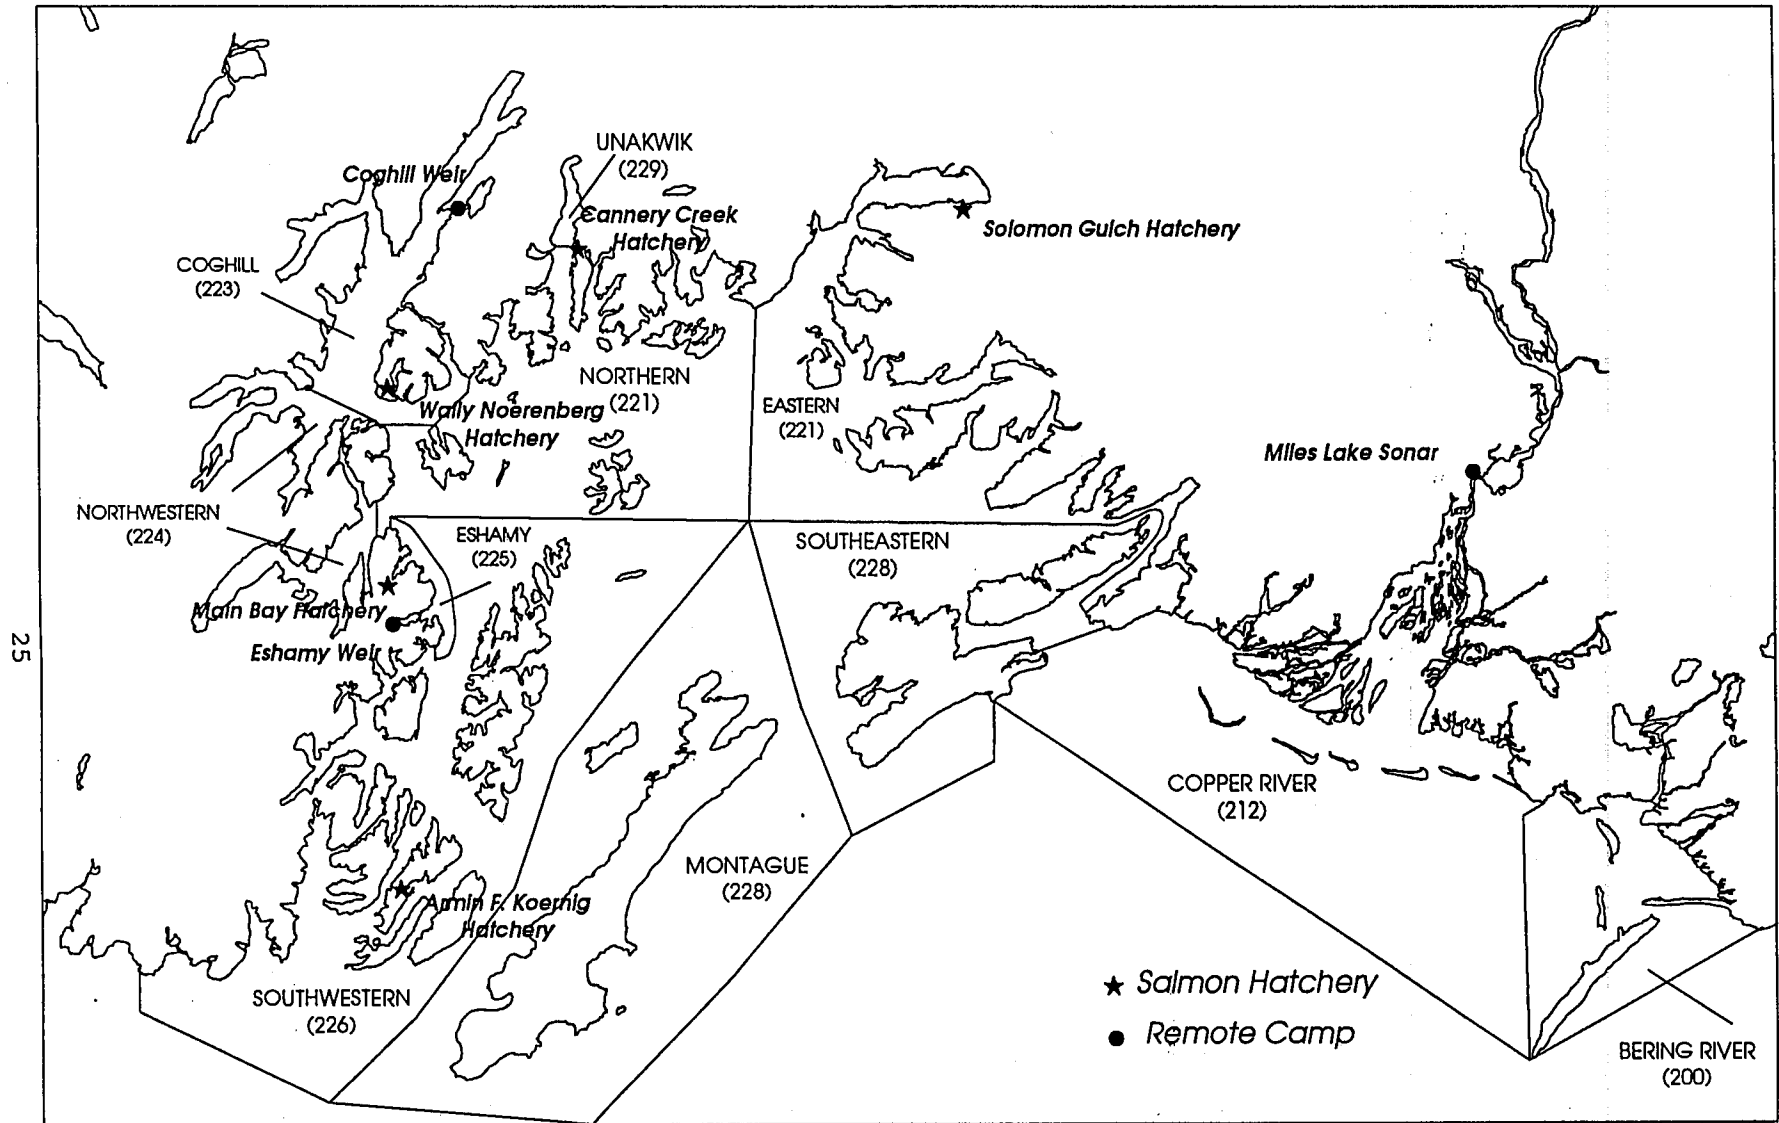 UNAKWIK
(229)
Coghill Weir
Cannery Creek
Hatchery
Solomon Gulch Hatchery
COGHILL
(223)
NORTHERN
(221)
EASTERN
(221)
Wally Noerenberg
Hatchery
Miles Lake Sonar
NORTHWESTERN
(224)
ESHAMY
(225)
SOUTHEASTERN
(228)
Main Bay Hatchery
Eshamy Weir
25
COPPER RIVER
(212)
MONTAGUE
(228)
Armin F. Koernig
Hatchery
SOUTHWESTERN
(226)
Salmon Hatchery
Remote Camp
BERING RIVER
(200)